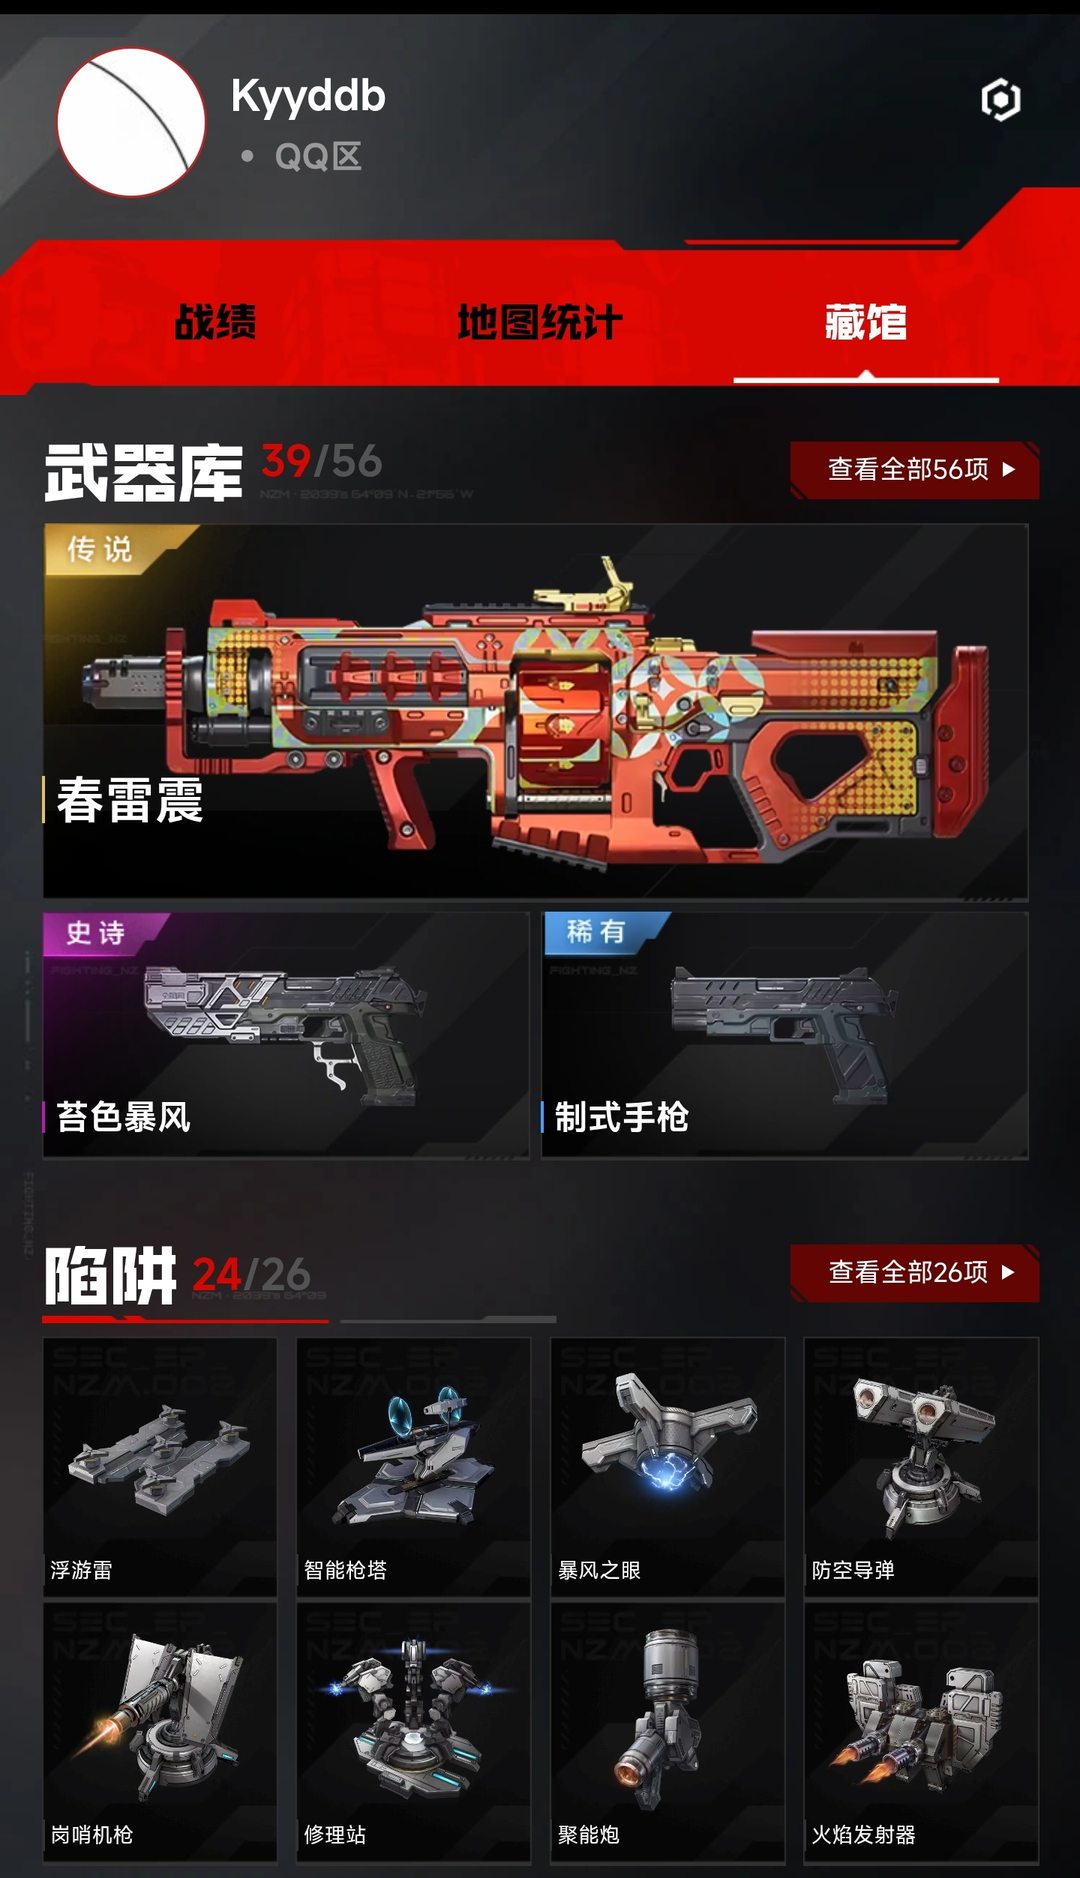 Kyyddb
• QQ区
战绩
地图统计
藏馆
武器库 39/56
查看全部56项 ▶
传说
春雷震
史诗
FIGHTING_NZ
苔色暴风
稀有
FIGHTING_NZ
制式手枪
陷阱 24/26
查看全部26项 ▶
浮游雷
智能枪塔
暴风之眼
防空导弹
岗哨机枪
修理站
聚能炮
火焰发射器